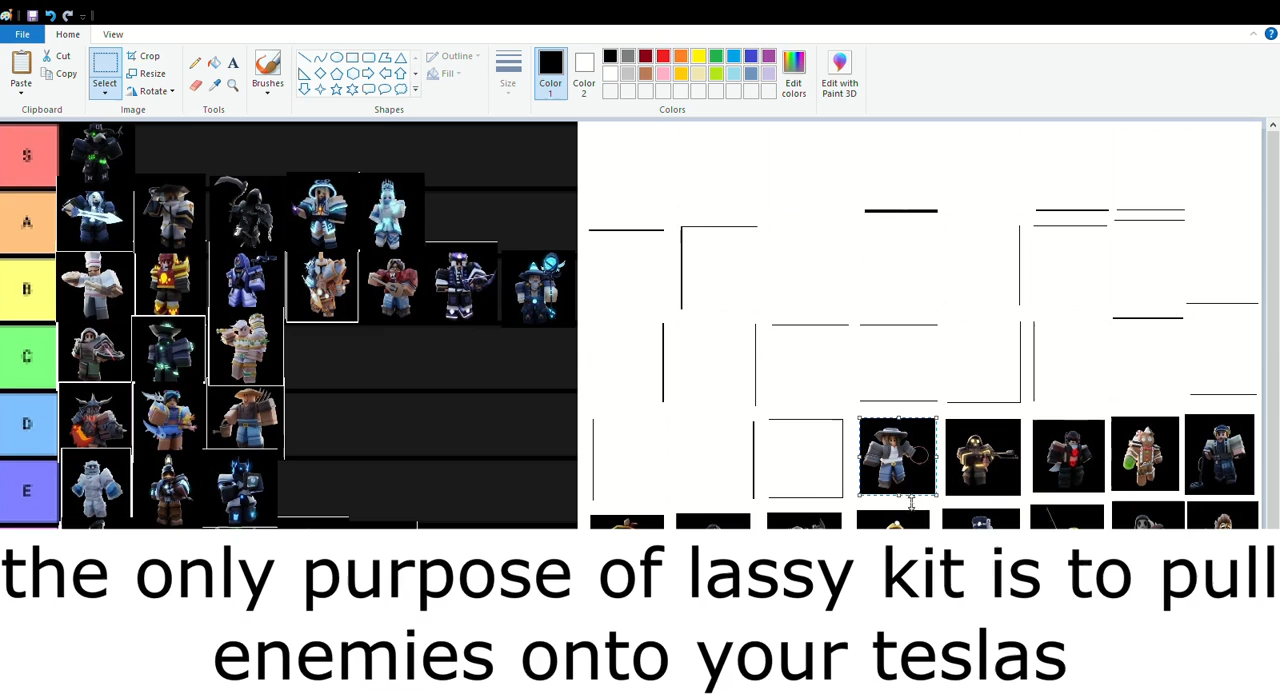 File Home View
Paste Cut Copy Select Crop Resize Rotate A Brushes Outline Fill Size Color 1 Color 2 Edit colors Edit with Paint 3D
Clipboard Image Tools Shapes Colors
S
A
B
C
D
E
the only purpose of lassy kit is to pull
enemies onto your teslas